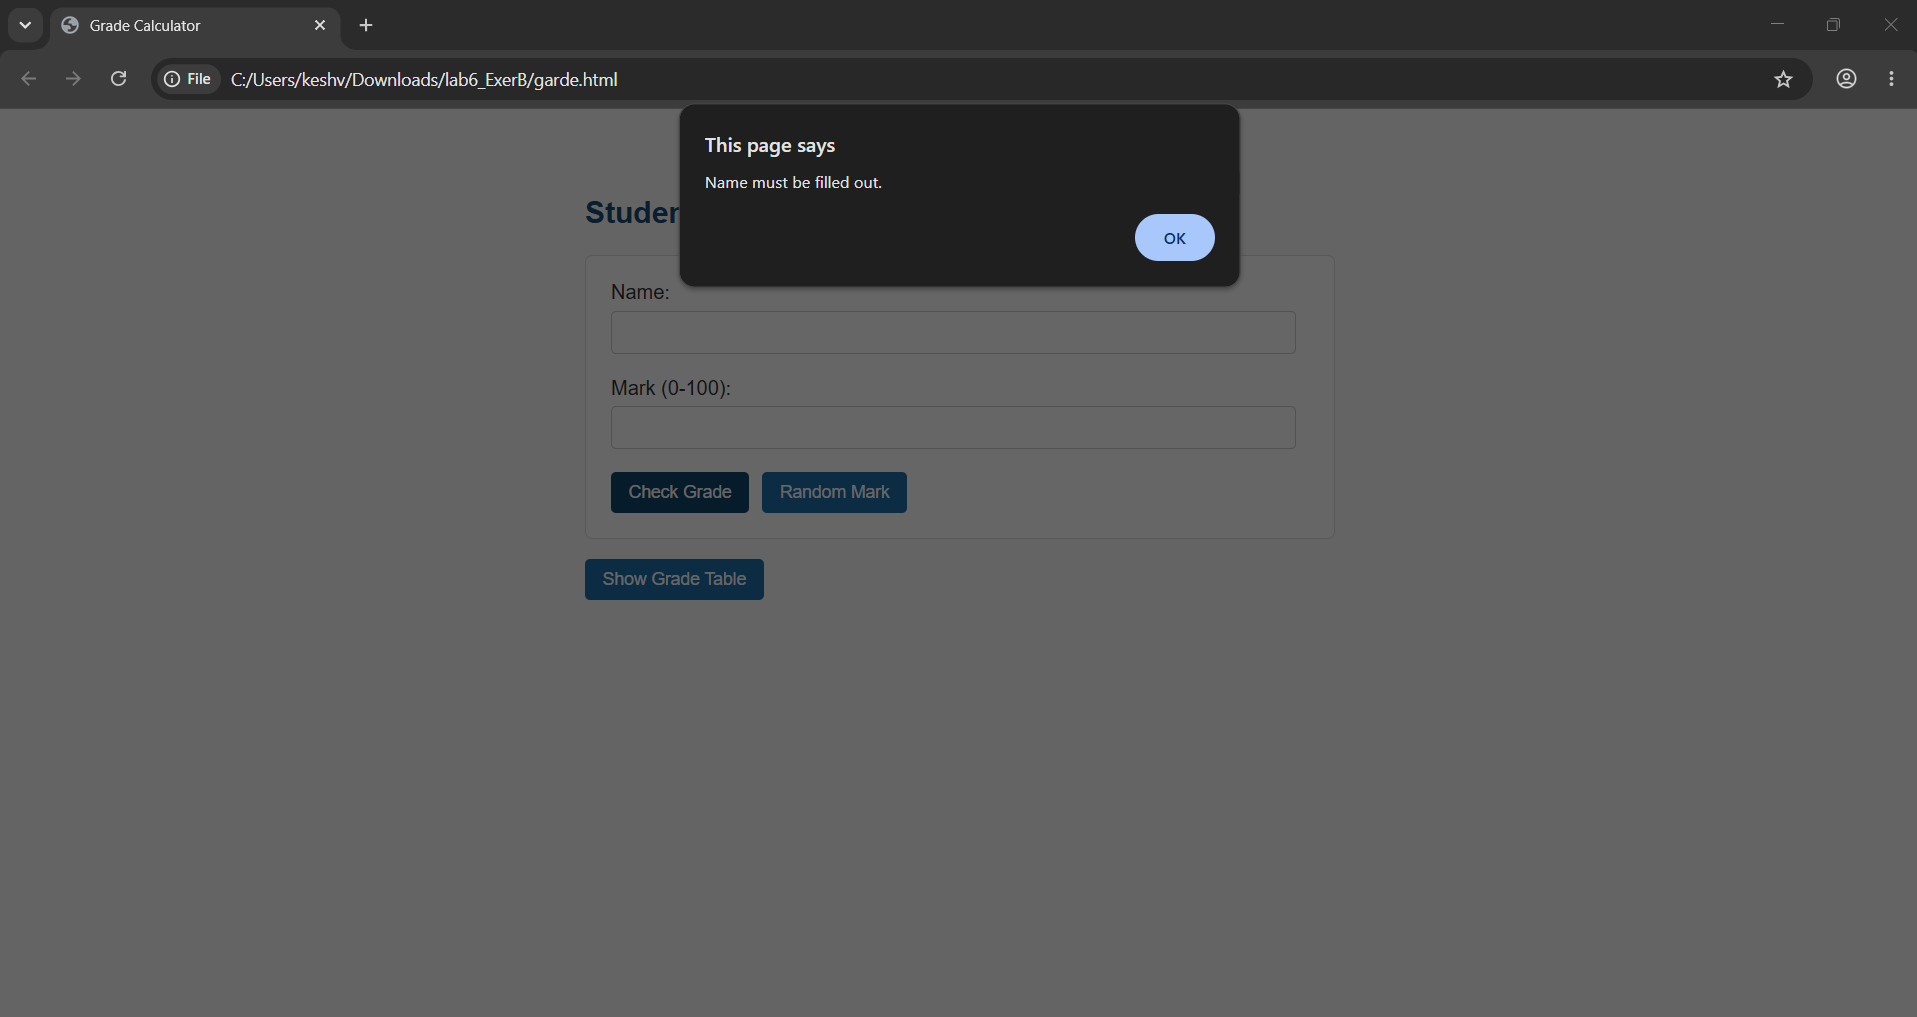 Grade Calculator
File C:/Users/keshv/Downloads/lab6_ExerB/garde.html
This page says
Name must be filled out.
OK
Name:
Mark (0-100):
Check Grade Random Mark
Show Grade Table